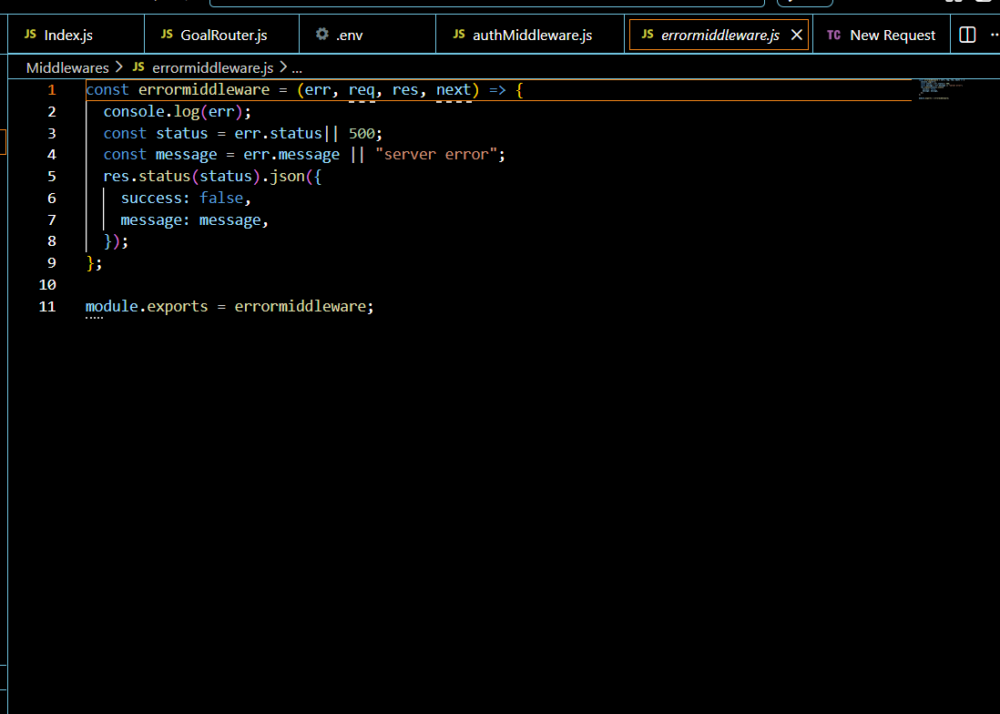 JS Index.js JS GoalRouter.js .env JS authMiddleware.js JS errormiddleware.js TC New Request
Middlewares > JS errormiddleware.js > ...
1 const errormiddleware = (err, req, res, next) => {
2 console.log(err);
3 const status = err.status|| 500;
4 const message = err.message || "server error";
5 res.status(status).json({
6 success: false,
7 message: message,
8 });
9 };
10
11 module.exports = errormiddleware;